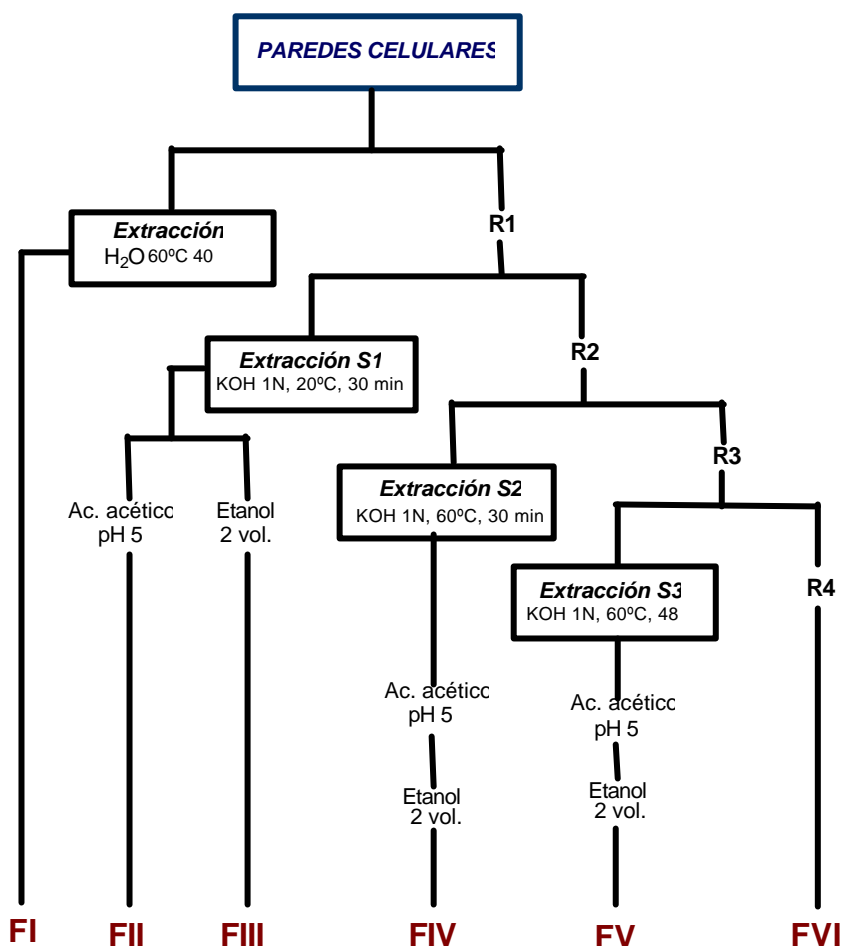 PAREDES CELULARES
Extracción
H₂O 60ºC 40
R1
Extracción S1
KOH 1N, 20ºC, 30 min
R2
Extracción S2
KOH 1N, 60ºC, 30 min
R3
Ac. acético
pH 5
Etanol
2 vol.
Extracción S3
KOH 1N, 60ºC, 48
R4
Ac. acético
pH 5
Ac. acético
pH 5
Etanol
2 vol.
Etanol
2 vol.
FI
FII
FIII
FIV
FV
FVI